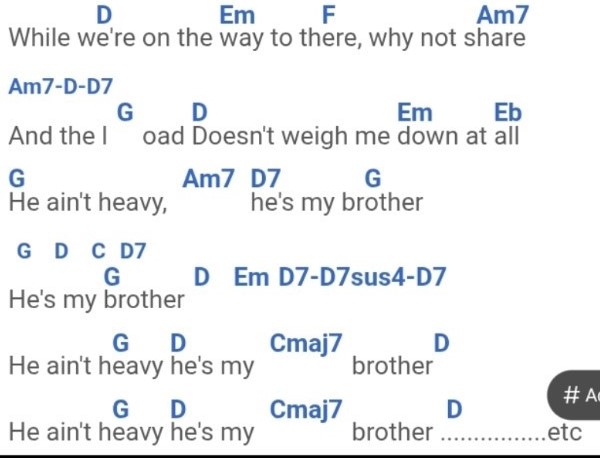 D Em F Am7
While we're on the way to there, why not share
Am7-D-D7
G D Em Eb
And the l oad Doesn't weigh me down at all
G Am7 D7 G
He ain't heavy, he's my brother
G D C D7
G D Em D7-D7sus4-D7
He's my brother
G D Cmaj7 D
He ain't heavy he's my brother
# A
G D Cmaj7 D
He ain't heavy he's my brother ................etc